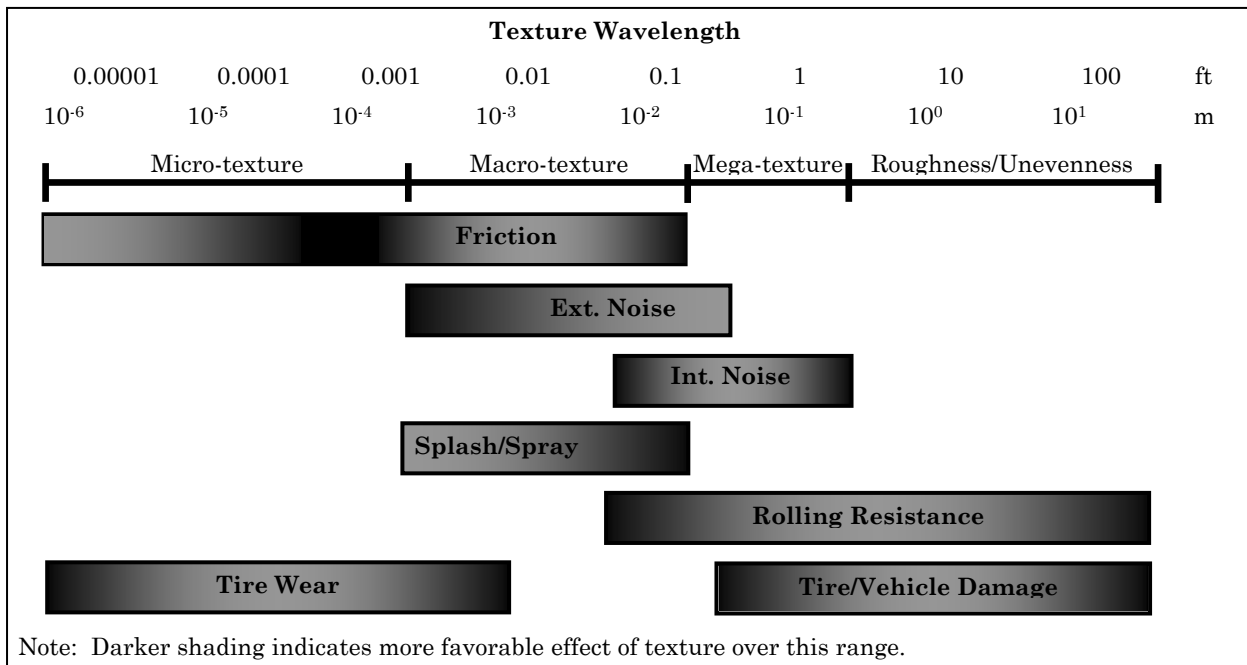 Texture Wavelength
0.00001 0.0001 0.001 0.01 0.1 1 10 100 ft
10⁻⁶ 10⁻⁵ 10⁻⁴ 10⁻³ 10⁻² 10⁻¹ 10⁰ 10¹ m
Micro-texture Macro-texture Mega-texture Roughness/Unevenness
Friction
Ext. Noise
Int. Noise
Splash/Spray
Rolling Resistance
Tire Wear Tire/Vehicle Damage
Note: Darker shading indicates more favorable effect of texture over this range.